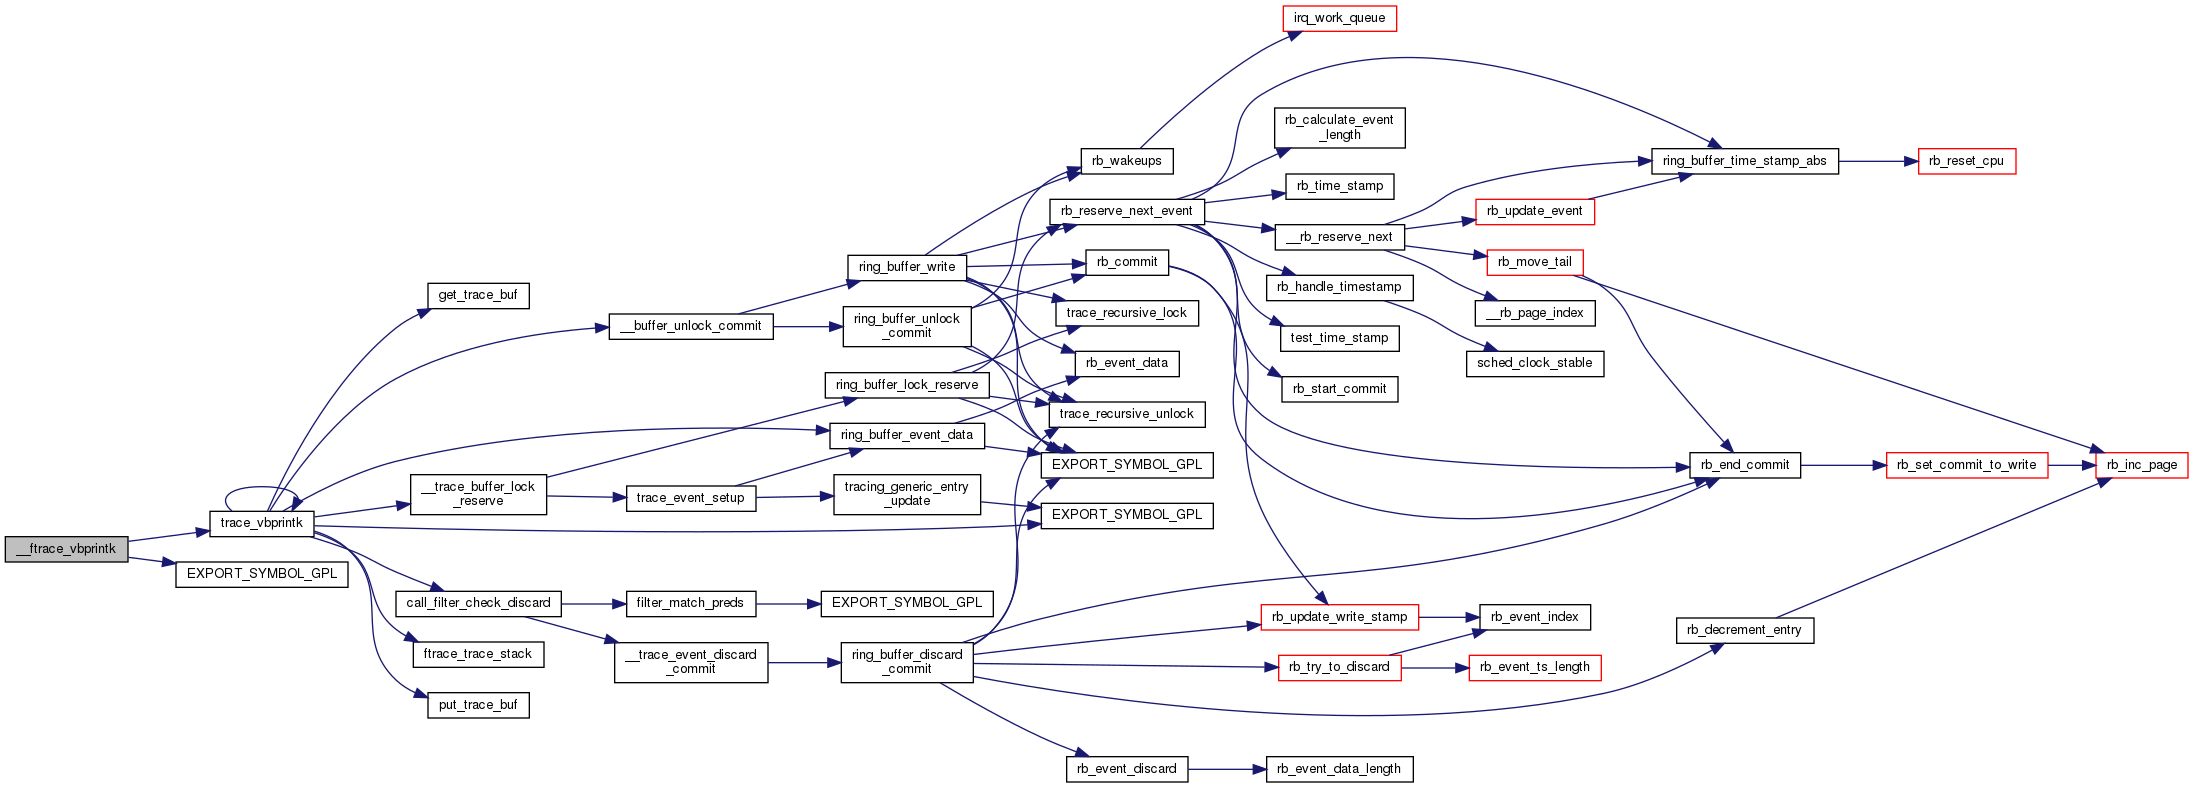 irq_work_queue
rb_calculate_event
_length
rb_wakeups
ring_buffer_time_stamp_abs
rb_reset_cpu
rb_time_stamp
rb_reserve_next_event
rb_update_event
__rb_reserve_next
rb_commit
rb_move_tail
ring_buffer_write
rb_handle_timestamp
get_trace_buf
trace_recursive_lock
__rb_page_index
__buffer_unlock_commit
ring_buffer_unlock
_commit
test_time_stamp
rb_event_data
sched_clock_stable
ring_buffer_lock_reserve
rb_start_commit
trace_recursive_unlock
ring_buffer_event_data
EXPORT_SYMBOL_GPL
rb_end_commit
rb_set_commit_to_write
rb_inc_page
__trace_buffer_lock
_reserve
trace_event_setup
tracing_generic_entry
_update
EXPORT_SYMBOL_GPL
trace_vbprintk
__ftrace_vbprintk
EXPORT_SYMBOL_GPL
call_filter_check_discard
filter_match_preds
EXPORT_SYMBOL_GPL
rb_update_write_stamp
rb_event_index
rb_decrement_entry
ftrace_trace_stack
__trace_event_discard
_commit
ring_buffer_discard
_commit
rb_try_to_discard
rb_event_ts_length
put_trace_buf
rb_event_discard
rb_event_data_length